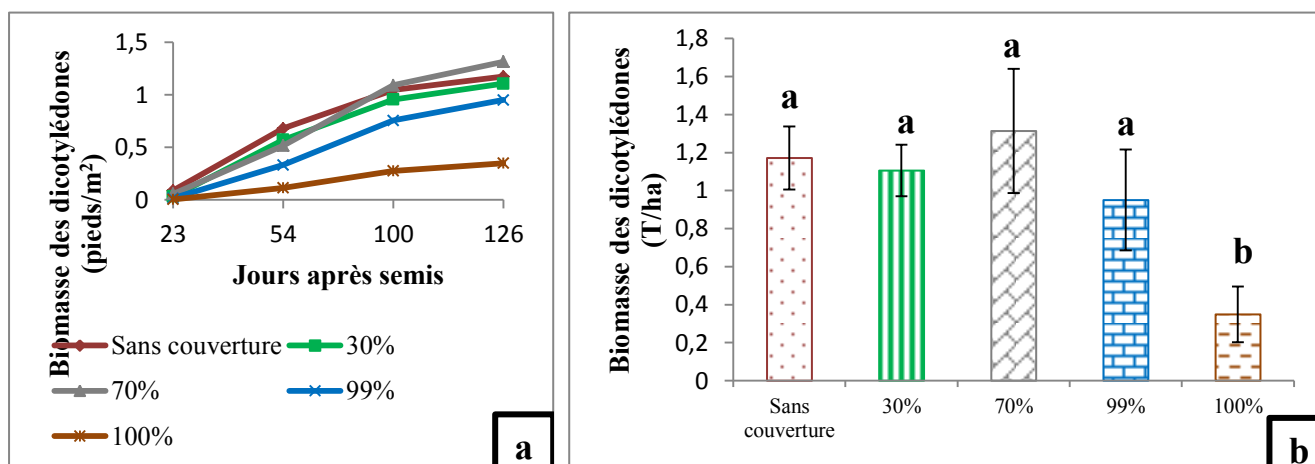 Biomasse des dicotylédones
(pieds/m²)
1,5
1
0,5
0
23 54 100 126
Jours après semis
Sans couverture 30%
70% 99%
100%
a
Biomasse des dicotylédones
(T/ha)
1,8
1,6
1,4
1,2
1
0,8
0,6
0,4
0,2
0
a a a a b
Sans
couverture 30% 70% 99% 100%
b